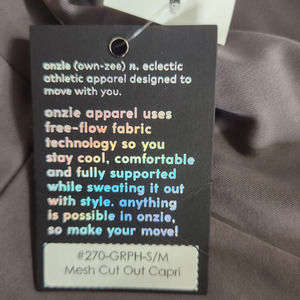 onzie (own-zee) n. eclectic
athletic apparel designed to
move with you.
onzie apparel uses
free-flow fabric
technology so you
stay cool, comfortable
and fully supported
while sweating it out
with style. anything
is possible in onzie,
so make your move!
#270-GRPH-S/M
Mesh Cut Out Capri